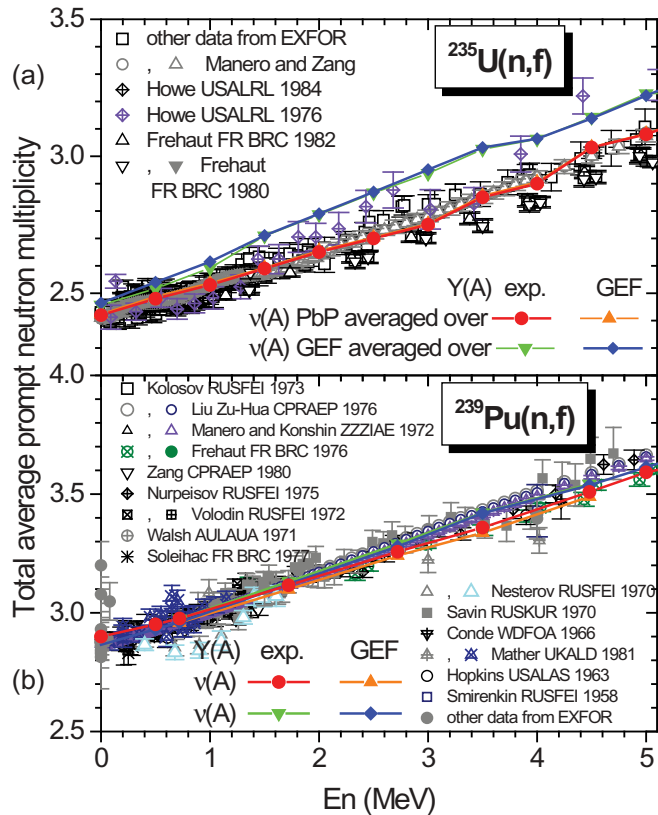 (a)
other data from EXFOR
, Manero and Zang
Howe USALRL 1984
Howe USALRL 1976
Frehaut FR BRC 1982
, Frehaut
FR BRC 1980
235U(n,f)
Y(A) exp. GEF
ν(A) PbP averaged over
ν(A) GEF averaged over
3.5
3.0
2.5
4.0
Total average prompt neutron multiplicity
Kolosov RUSFEI 1973
, Liu Zu-Hua CPRAEP 1976
, Manero and Konshin ZZZIAE 1972
, Frehaut FR BRC 1976
Zang CPRAEP 1980
Nurpeisov RUSFEI 1975
, Volodin RUSFEI 1972
Walsh AULAUA 1971
Soleihac FR BRC 1977
239Pu(n,f)
3.5
3.0
2.5
, Nesterov RUSFEI 1970
Savin RUSKUR 1970
Conde WDFOA 1966
, Mather UKALD 1981
Hopkins USALAS 1963
Smirenkin RUSFEI 1958
other data from EXFOR
(b)
Y(A) exp. GEF
ν(A)
ν(A)
0 1 2 3 4 5
En (MeV)